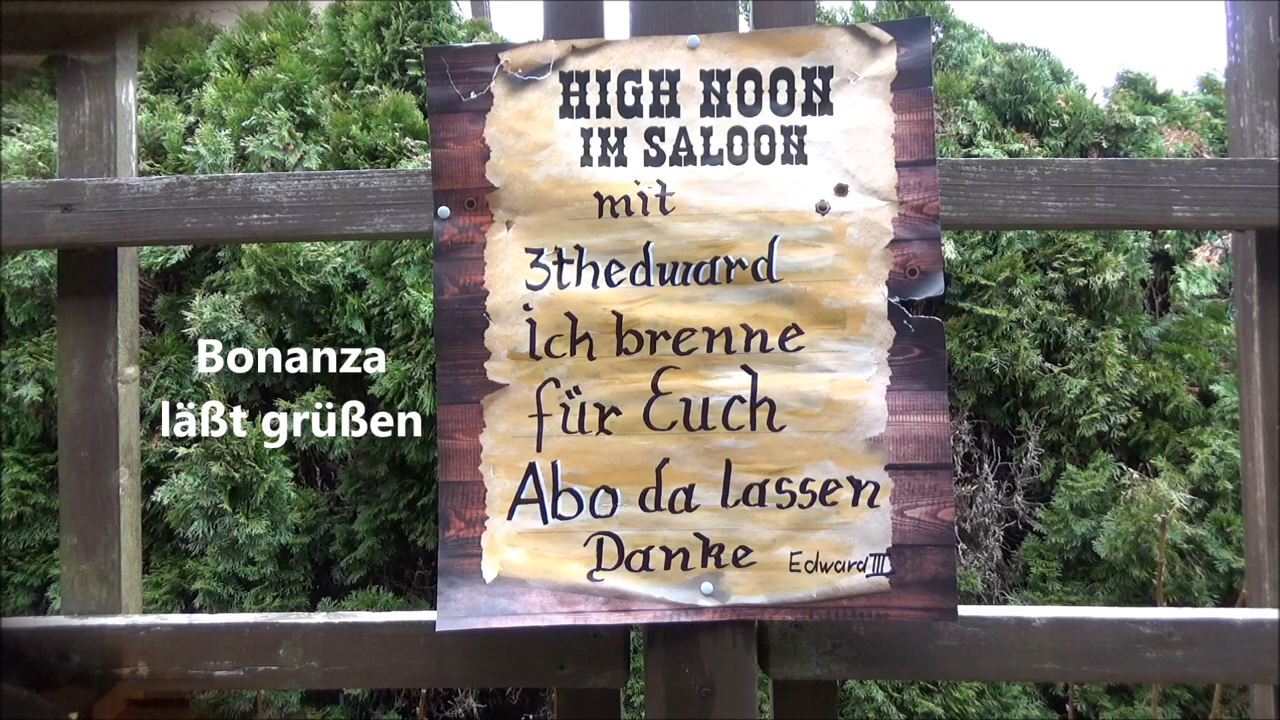 HIGH NOON
IM SALOON
mit
3thedward
ich brenne
für Euch
Abo da lassen
Danke Edward III
Bonanza
läßt grüßen